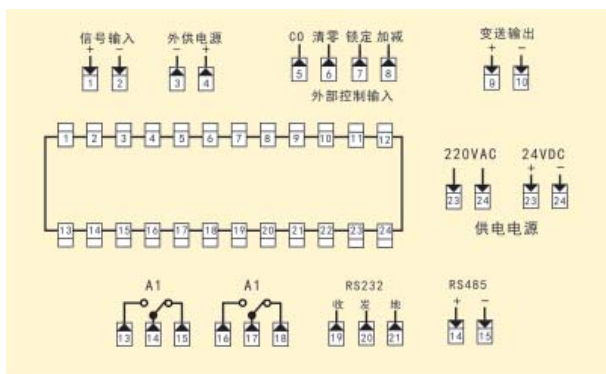 信号输入 外供电源 CO 清零 锁定 加减 变送输出
+ − − + + −
1 2 3 4 5 6 7 8 9 10
外部控制输入
1 2 3 4 5 6 7 8 9 10 11 12
220VAC 24VDC
+ −
23 24 23 24
供电电源
13 14 15 16 17 18 19 20 21 22 23 24
A1 A1 RS232 RS485
收 发 地 + −
13 14 15 16 17 18 19 20 21 14 15